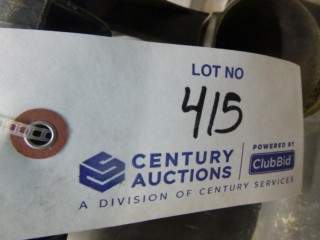 LOT NO
415
CENTURY AUCTIONS
POWERED BY
ClubBid
A DIVISION OF CENTURY SERVICES